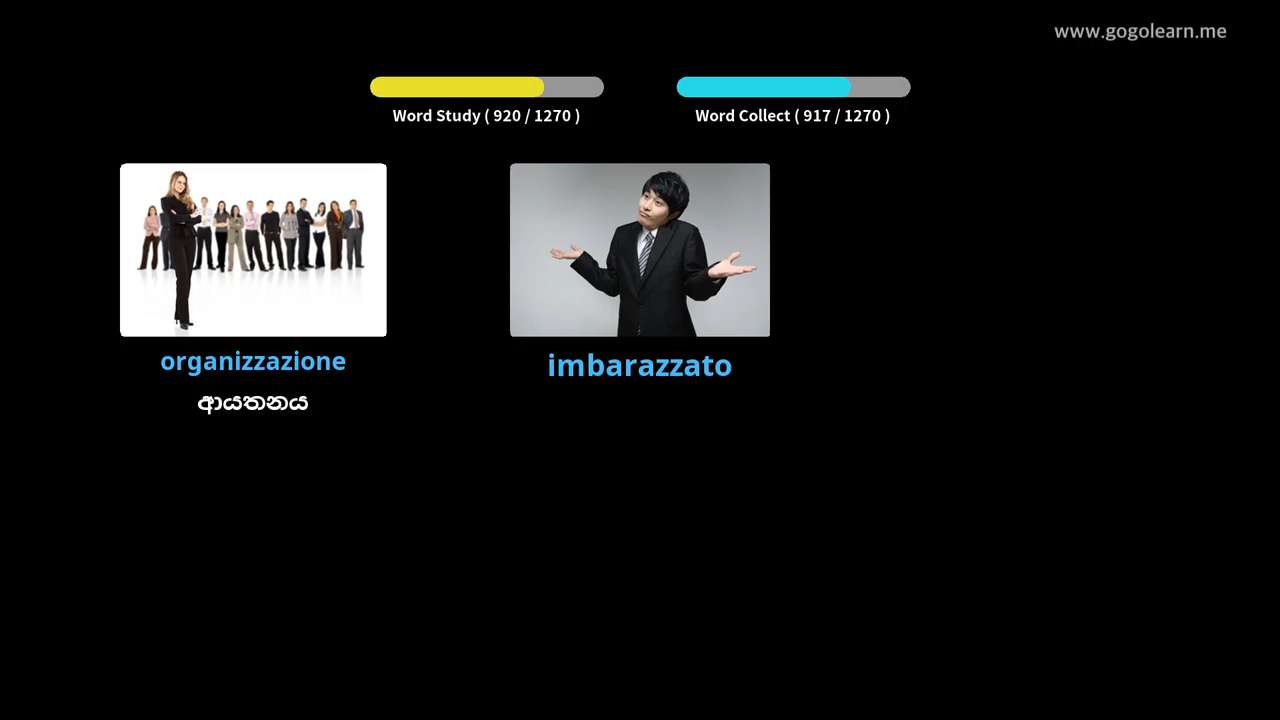 www.gogolearn.me
Word Study ( 920 / 1270 )
Word Collect ( 917 / 1270 )
organizzazione
ආයතනය
imbarazzato